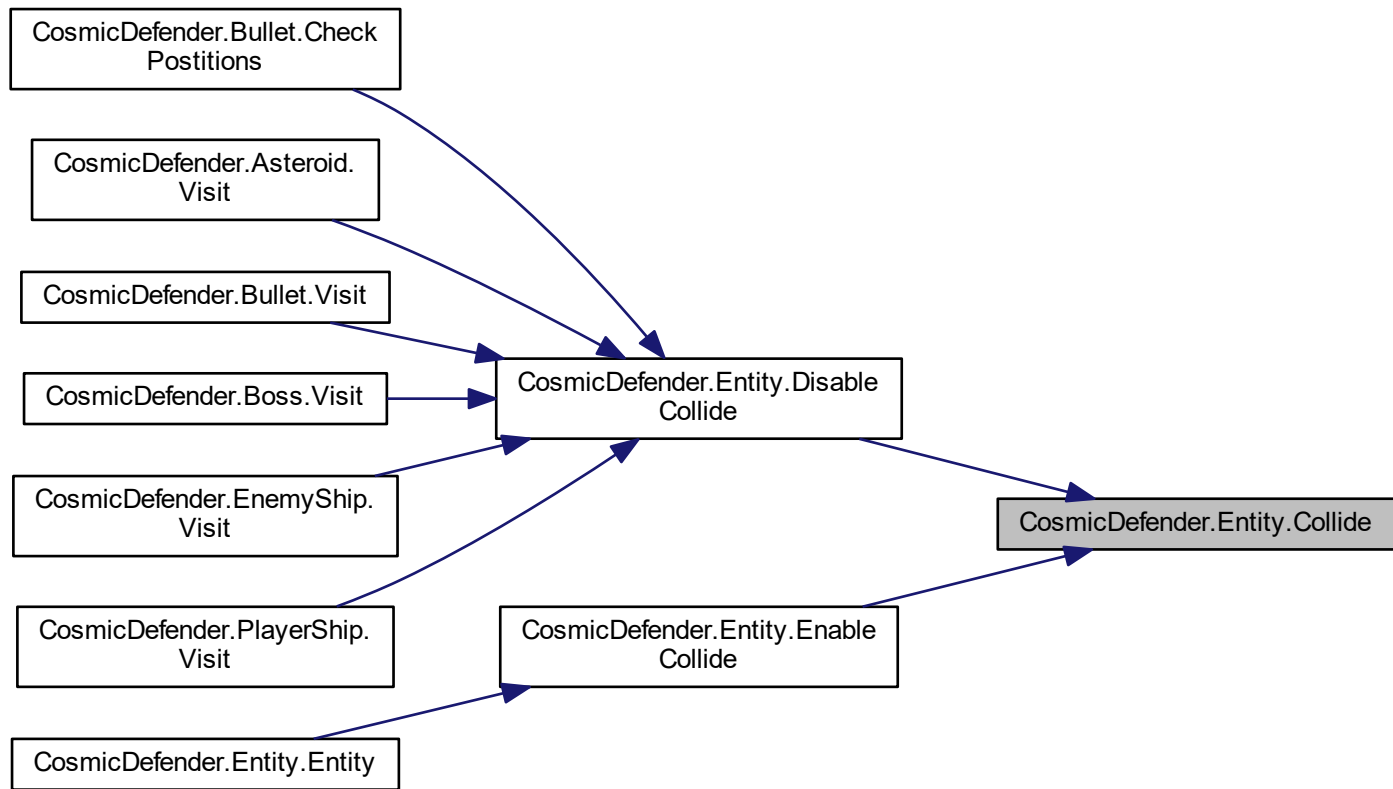 CosmicDefender.Bullet.Check
Postitions
CosmicDefender.Asteroid.
Visit
CosmicDefender.Bullet.Visit
CosmicDefender.Boss.Visit
CosmicDefender.EnemyShip.
Visit
CosmicDefender.PlayerShip.
Visit
CosmicDefender.Entity.Entity
CosmicDefender.Entity.Disable
Collide
CosmicDefender.Entity.Enable
Collide
CosmicDefender.Entity.Collide